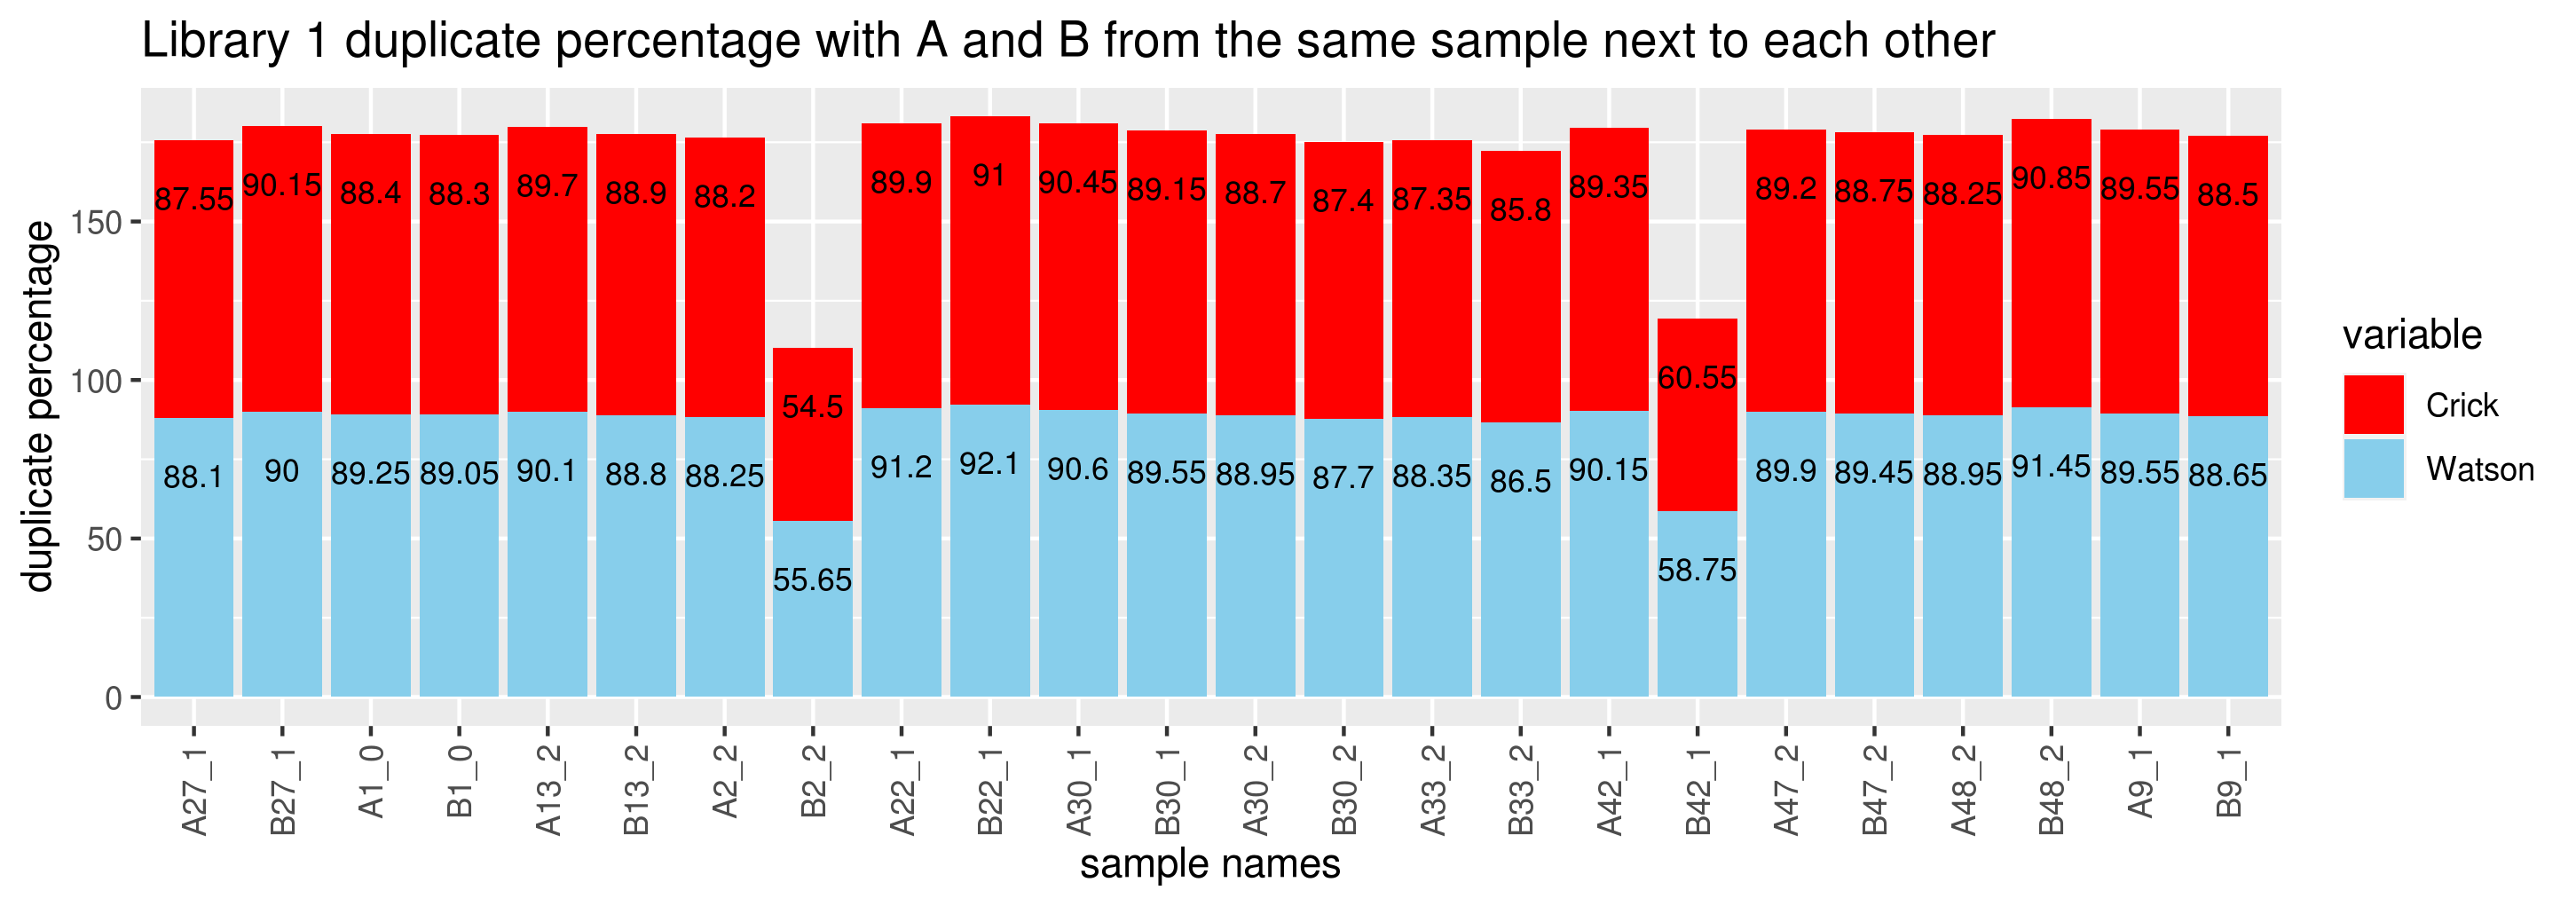 Library 1 duplicate percentage with A and B from the same sample next to each other
duplicate percentage
150
100
50
0
87.55 90.15 88.4 88.3 89.7 88.9 88.2 54.5 89.9 91 90.45 89.15 88.7 87.4 87.35 85.8 89.35 60.55 89.2 88.75 88.25 90.85 89.55 88.5
88.1 90 89.25 89.05 90.1 88.8 88.25 55.65 91.2 92.1 90.6 89.55 88.95 87.7 88.35 86.5 90.15 58.75 89.9 89.45 88.95 91.45 89.55 88.65
A27_1 B27_1 A1_0 B1_0 A13_2 B13_2 A2_2 B2_2 A22_1 B22_1 A30_1 B30_1 A30_2 B30_2 A33_2 B33_2 A42_1 B42_1 A47_2 B47_2 A48_2 B48_2 A9_1 B9_1
sample names
variable
Crick
Watson